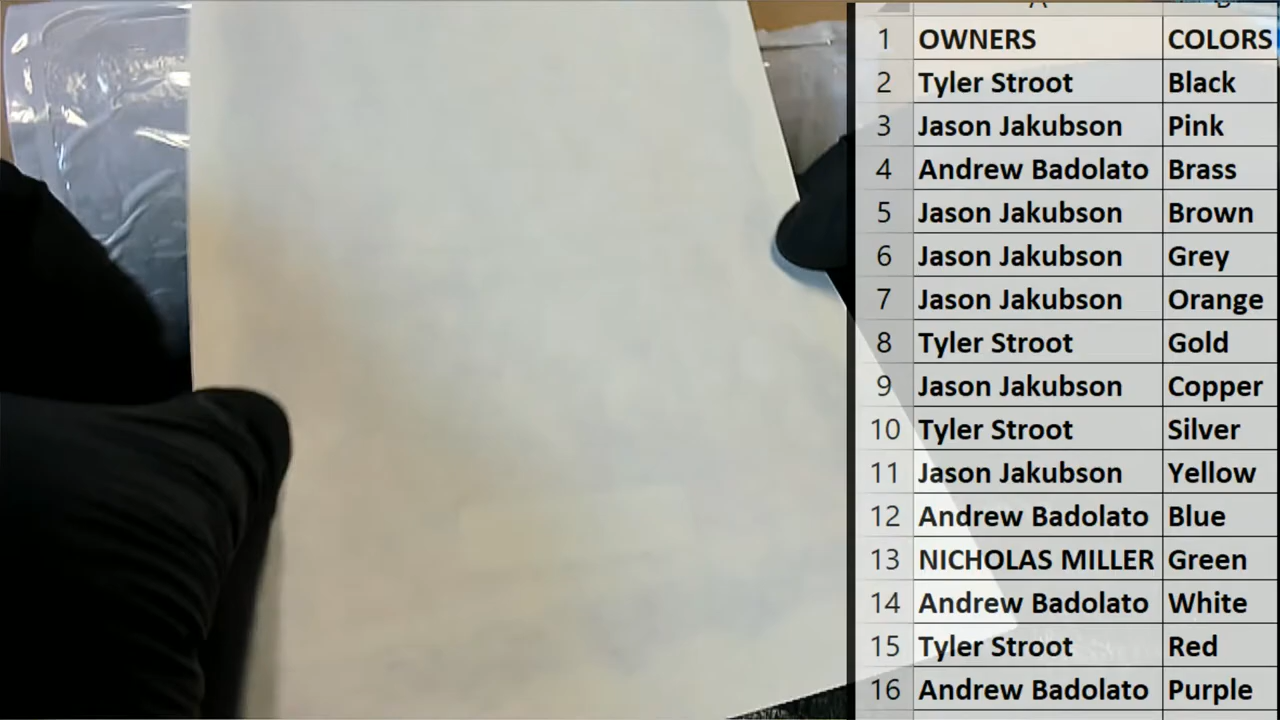 1 OWNERS COLORS
2 Tyler Stroot Black
3 Jason Jakubson Pink
4 Andrew Badolato Brass
5 Jason Jakubson Brown
6 Jason Jakubson Grey
7 Jason Jakubson Orange
8 Tyler Stroot Gold
9 Jason Jakubson Copper
10 Tyler Stroot Silver
11 Jason Jakubson Yellow
12 Andrew Badolato Blue
13 NICHOLAS MILLER Green
14 Andrew Badolato White
15 Tyler Stroot Red
16 Andrew Badolato Purple